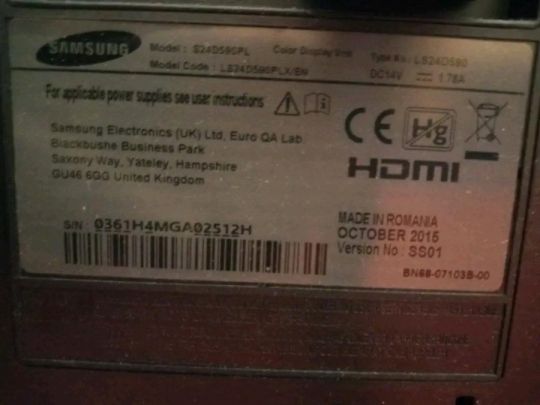 SAMSUNG
Model : S24D590PL Color Display Unit Type No : LS24D590
Model Code : LS24D590PLX/EN DC14V 1.78A
For applicable power supplies see user instructions
Samsung Electronics (UK) Ltd, Euro QA Lab.
Blackbushe Business Park
Saxony Way, Yateley, Hampshire
GU46 6GG United Kingdom
CE Hg
HDMI
S/N : 0361H4MGA02512H
MADE IN ROMANIA
OCTOBER 2015
Version No : SS01
BN68-07103B-00